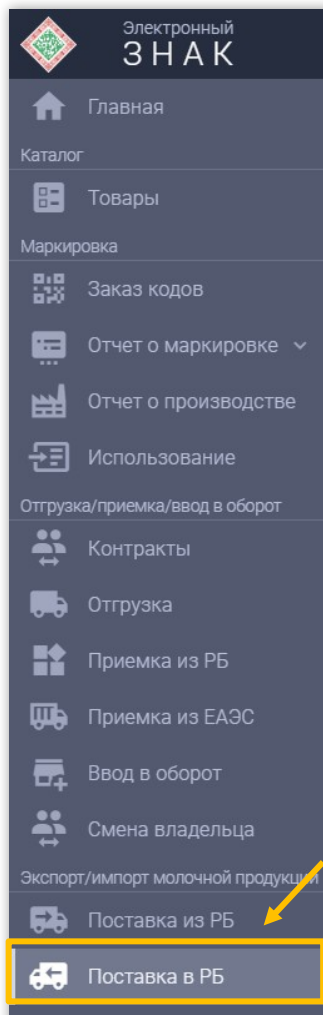 Электронный
ЗНАК
Главная
Каталог
Товары
Маркировка
Заказ кодов
Отчет о маркировке
Отчет о производстве
Использование
Отгрузка/приемка/ввод в оборот
Контракты
Отгрузка
Приемка из РБ
Приемка из ЕАЭС
Ввод в оборот
Смена владельца
Экспорт/импорт молочной продукции
Поставка из РБ
Поставка в РБ